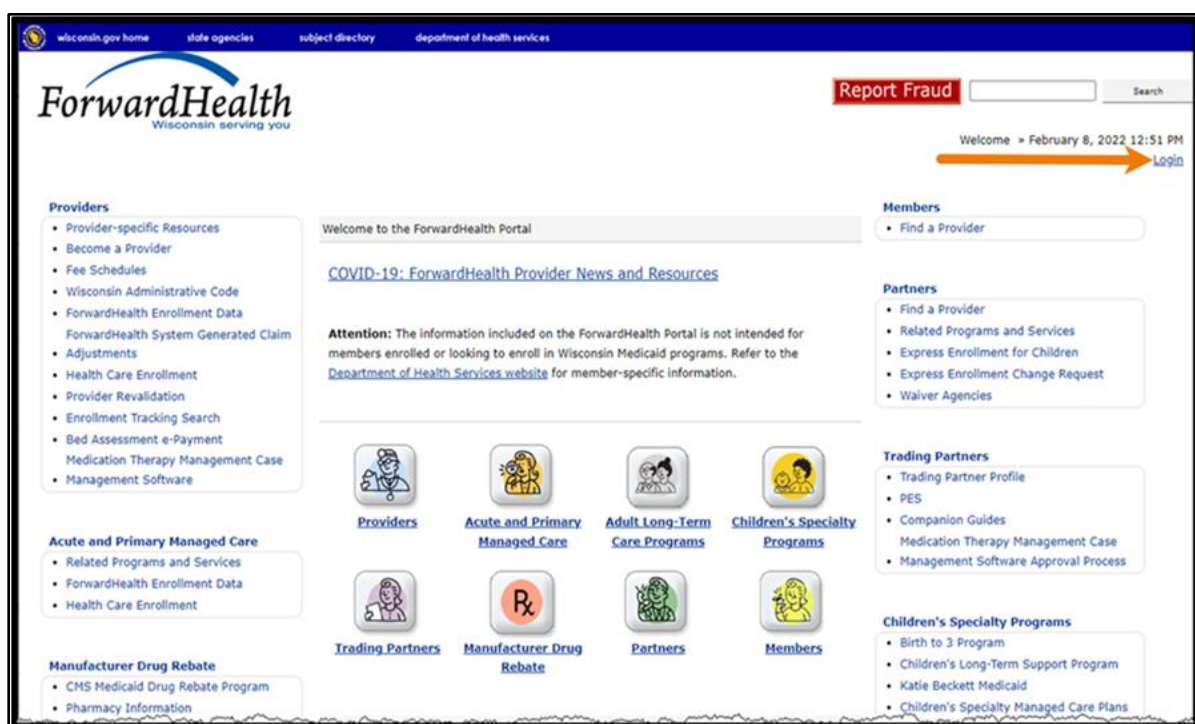 wisconsin.gov home state agencies subject directory department of health services
ForwardHealth
Wisconsin serving you
Report Fraud
Search
Welcome » February 8, 2022 12:51 PM
Login
Providers
• Provider-specific Resources
• Become a Provider
• Fee Schedules
• Wisconsin Administrative Code
• ForwardHealth Enrollment Data
ForwardHealth System Generated Claim
• Adjustments
• Health Care Enrollment
• Provider Revalidation
• Enrollment Tracking Search
• Bed Assessment e-Payment
Medication Therapy Management Case
• Management Software
Acute and Primary Managed Care
• Related Programs and Services
• ForwardHealth Enrollment Data
• Health Care Enrollment
Manufacturer Drug Rebate
• CMS Medicaid Drug Rebate Program
• Pharmacy Information
Welcome to the ForwardHealth Portal
COVID-19: ForwardHealth Provider News and Resources
Attention: The information included on the ForwardHealth Portal is not intended for
members enrolled or looking to enroll in Wisconsin Medicaid programs. Refer to the
Department of Health Services website for member-specific information.
Providers
Acute and Primary
Managed Care
Adult Long-Term
Care Programs
Children's Specialty
Programs
Trading Partners
Rx
Manufacturer Drug
Rebate
Partners
Members
Members
• Find a Provider
Partners
• Find a Provider
• Related Programs and Services
• Express Enrollment for Children
• Express Enrollment Change Request
• Waiver Agencies
Trading Partners
• Trading Partner Profile
• PES
• Companion Guides
Medication Therapy Management Case
• Management Software Approval Process
Children's Specialty Programs
• Birth to 3 Program
• Children's Long-Term Support Program
• Katie Beckett Medicaid
• Children's Specialty Managed Care Plans